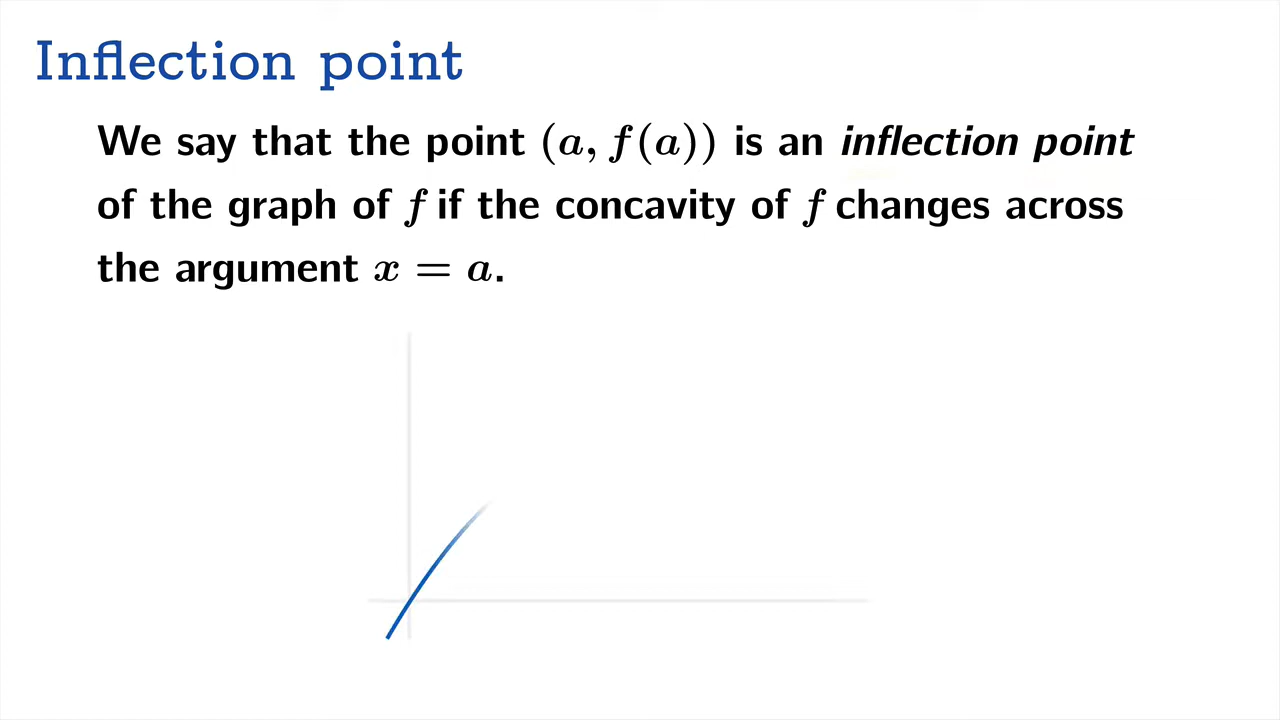 Inflection point
We say that the point (a, f(a)) is an inflection point
of the graph of f if the concavity of f changes across
the argument x = a.